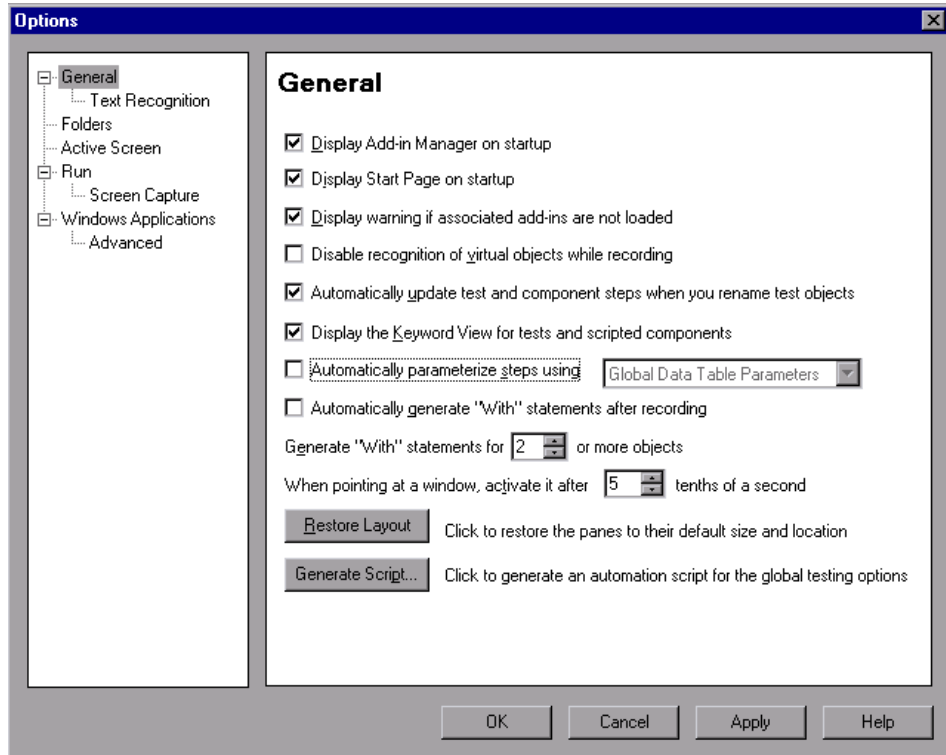 Options
General
Text Recognition
Folders
Active Screen
Run
Screen Capture
Windows Applications
Advanced
General
Display Add-in Manager on startup
Display Start Page on startup
Display warning if associated add-ins are not loaded
Disable recognition of virtual objects while recording
Automatically update test and component steps when you rename test objects
Display the Keyword View for tests and scripted components
Automatically parameterize steps using Global Data Table Parameters
Automatically generate "With" statements after recording
Generate "With" statements for 2 or more objects
When pointing at a window, activate it after 5 tenths of a second
Restore Layout Click to restore the panes to their default size and location
Generate Script... Click to generate an automation script for the global testing options
OK Cancel Apply Help